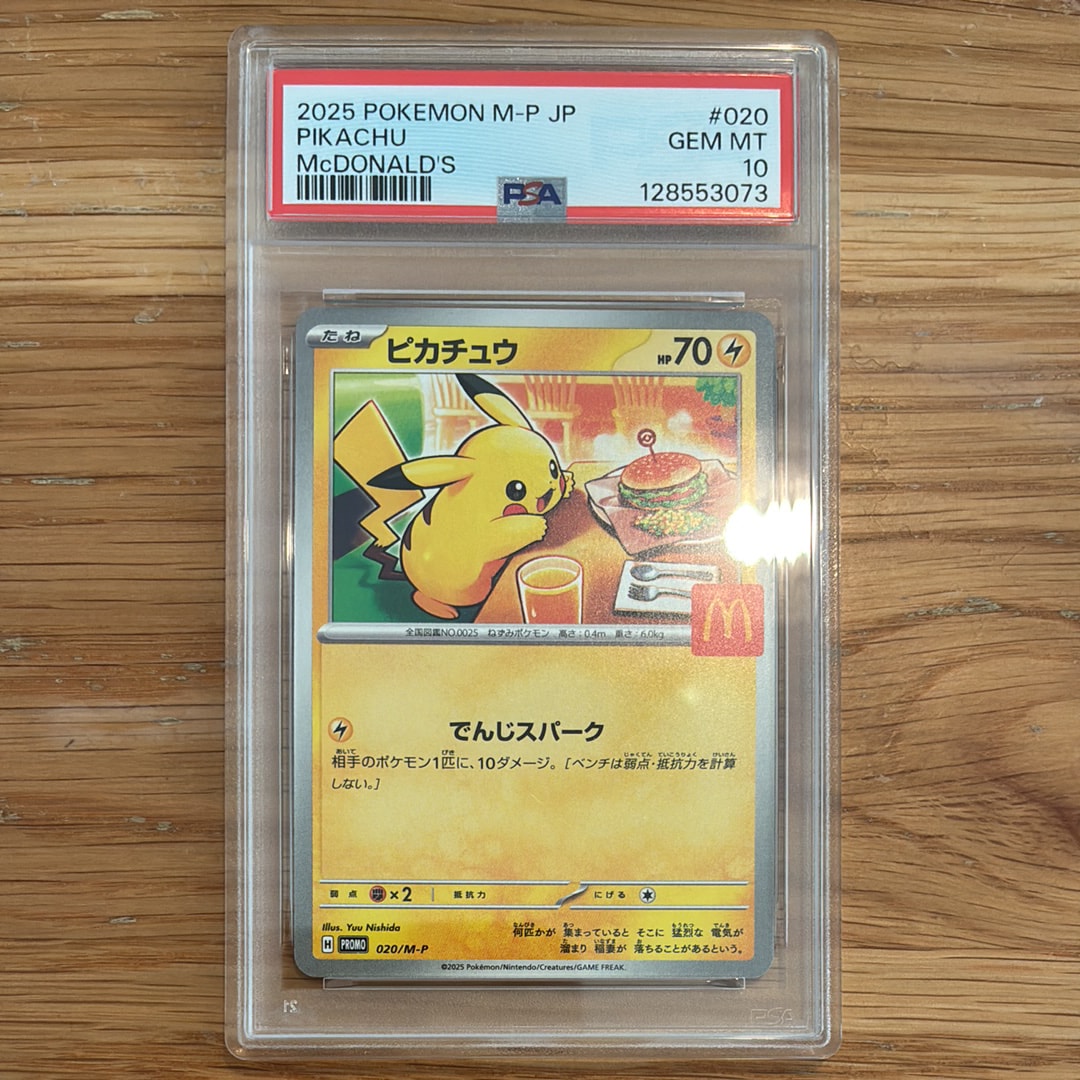 2025 POKEMON M-P JP #020
PIKACHU GEM MT
McDONALD'S 10
PSA 128553073
たね ピカチュウ HP70
全国図鑑NO.0025 ねずみポケモン 高さ:0.4m 重さ:6.0kg
でんじスパーク
相手のポケモン1匹に、10ダメージ。[ベンチは弱点・抵抗力を計算
しない。]
弱点 ×2 抵抗力 にげる
Illus. Yuu Nishida
何匹かが 集まっていると そこに 猛烈な 電気が
H PROMO 020/M-P 溜まり 稲妻が 落ちることがあるという。
©2025 Pokémon/Nintendo/Creatures/GAME FREAK.
PSA